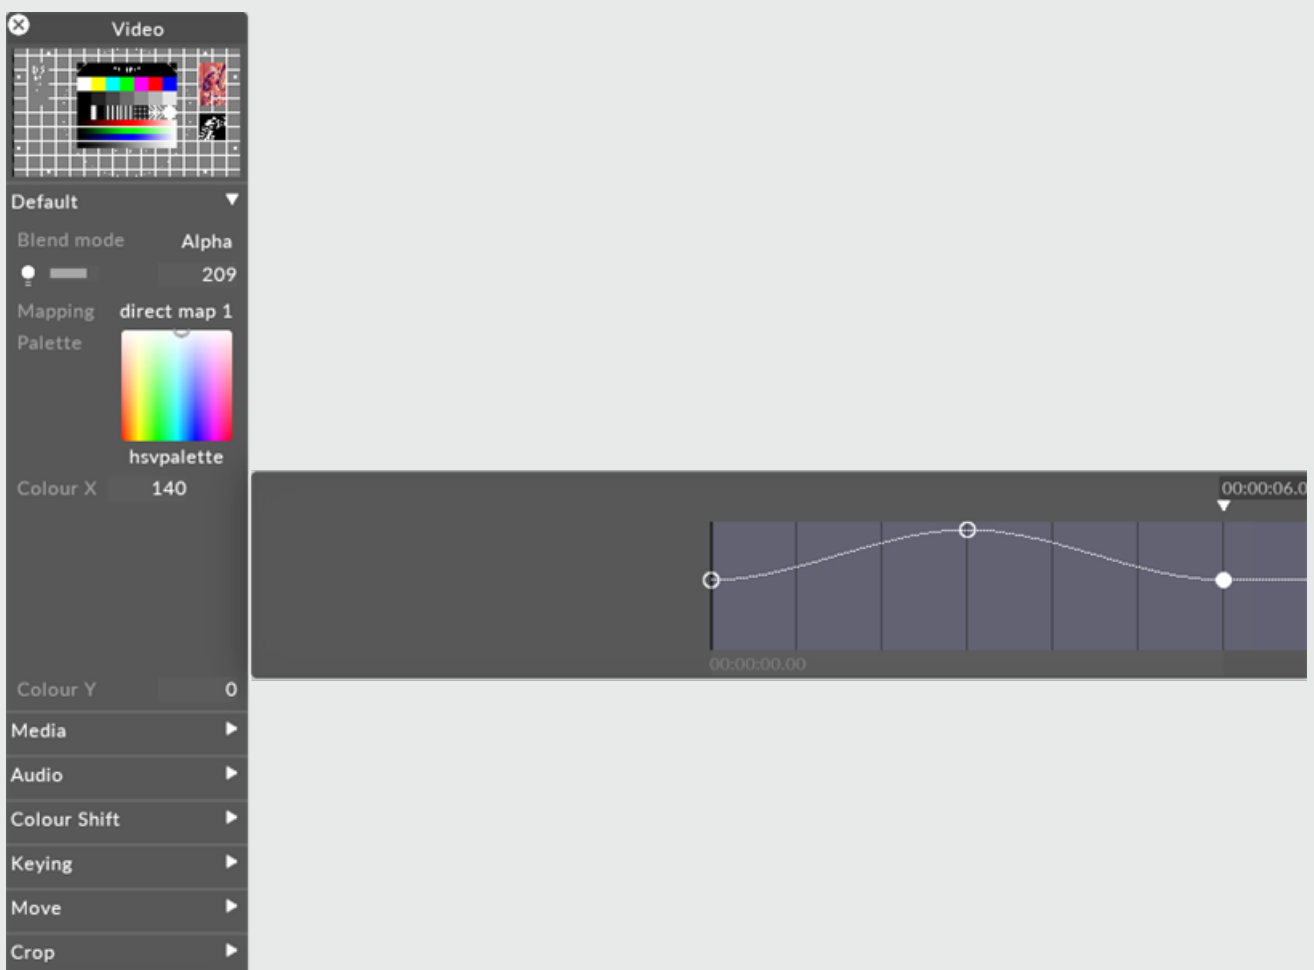 Video
Default
Blend mode Alpha
209
Mapping direct map 1
Palette
hsvpalette
Colour X 140
00:00:06.0
00:00:00.00
Colour Y 0
Media
Audio
Colour Shift
Keying
Move
Crop